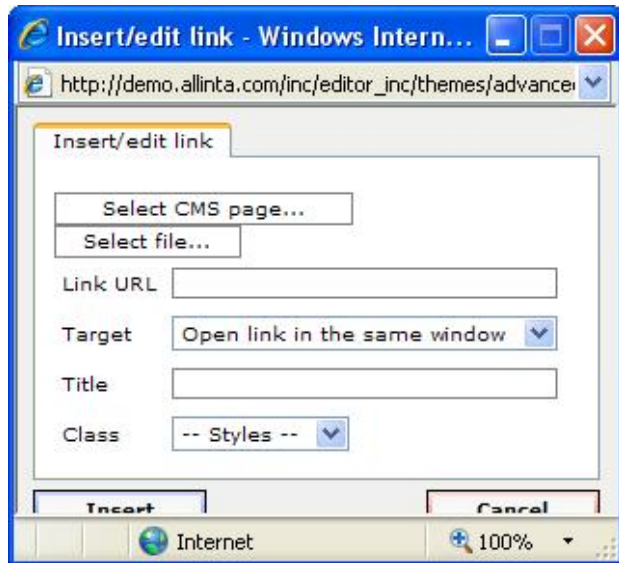 Insert/edit link - Windows Intern...
http://demo.allinta.com/inc/editor_inc/themes/advance
Insert/edit link
Select CMS page...
Select file...
Link URL
Target Open link in the same window
Title
Class -- Styles --
Insert Cancel
Internet 100%